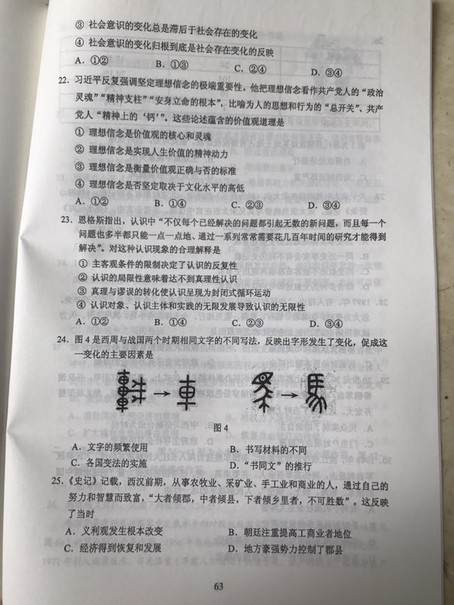 ③ 社会意识的变化总是滞后于社会存在的变化
④ 社会意识的变化归根到底是社会存在变化的反映
A．①② B．①③ C．②④ D．③④
22．习近平反复强调坚定理想信念的极端重要性，他把理想信念看作共产党人的“政治
灵魂”“精神支柱”“安身立命的根本”，比喻为人的思想和行为的“总开关”、共产
党人“精神上的‘钙’”。这些论述蕴含的价值观道理是
① 理想信念是价值观的核心和灵魂
② 理想信念是实现人生价值的精神动力
③ 理想信念是衡量价值观正确与否的标准
④ 理想信念是否坚定取决于文化水平的高低
A．①② B．①④ C．②③ D．③④
23．恩格斯指出，认识中“不仅每个已经解决的问题都引起无数的新问题，而且每一个
问题也多半都只能一点一点地、通过一系列常常需要花几百年时间的研究才能得到
解决”。对这种认识现象的合理解释是
① 主客观条件的限制决定了认识的反复性
② 认识的局限性意味着达不到真理性认识
③ 真理与谬误的转化使认识呈现为封闭式循环运动
④ 认识对象、认识主体和实践的无限发展导致认识的无限性
A．①② B．①④ C．②③ D．③④
24．图4是西周与战国两个时期相同文字的不同写法，反映出字形发生了变化，促成这
一变化的主要因素是
图4
A．文字的频繁使用 B．书写材料的不同
C．各国变法的实施 D．“书同文”的推行
25．《史记》记载，西汉前期，从事农牧业、采矿业、手工业和商业的人，通过自己的
努力和智慧而致富，“大者倾郡，中者倾县，下者倾乡里者，不可胜数”。这反映
了当时
A．义利观发生根本改变 B．朝廷注重提高工商业者地位
C．经济得到恢复和发展 D．地方豪强势力控制了郡县
63